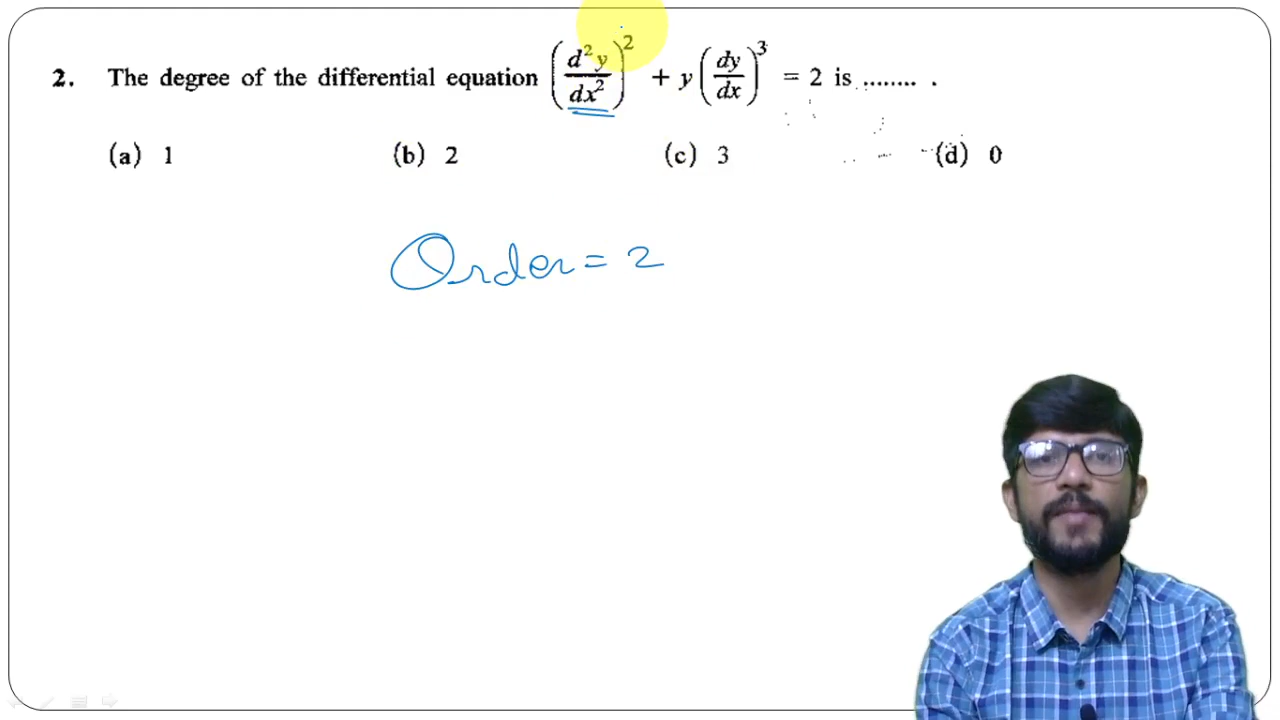 2. The degree of the differential equation (d²y/dx²)² + y(dy/dx)³ = 2 is ........ .
(a) 1 (b) 2 (c) 3 (d) 0
Order = 2